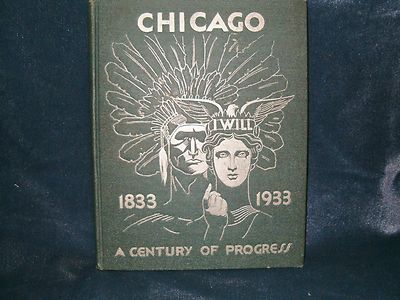 CHICAGO
I WILL
1833 1933
A CENTURY OF PROGRESS